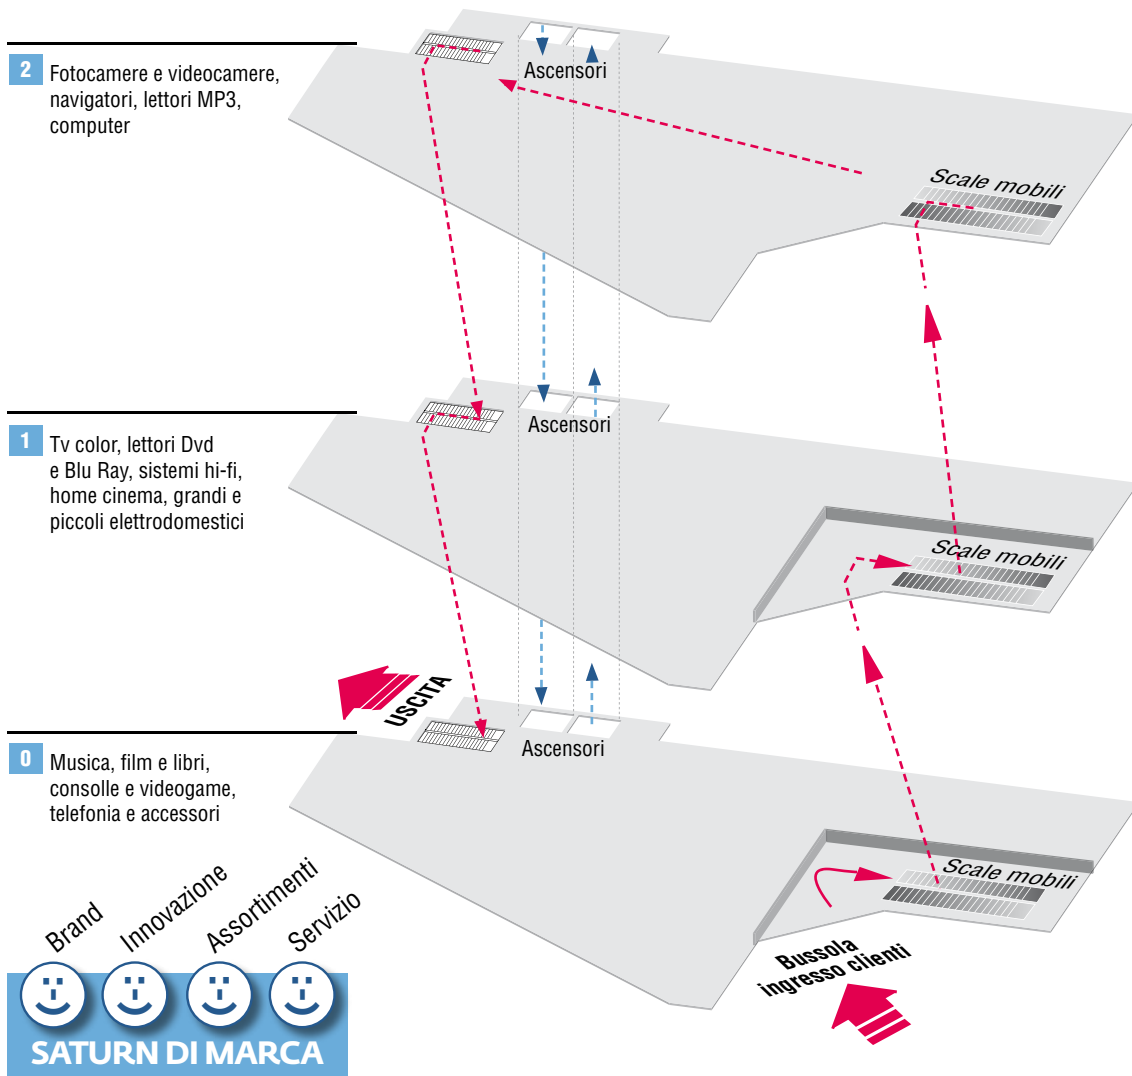 2
Fotocamere e videocamere,
navigatori, lettori MP3,
computer
Ascensori
Scale mobili
1
Tv color, lettori Dvd
e Blu Ray, sistemi hi-fi,
home cinema, grandi e
piccoli elettrodomestici
Ascensori
Scale mobili
USCITA
0
Musica, film e libri,
consolle e videogame,
telefonia e accessori
Ascensori
Scale mobili
Bussola
ingresso clienti
Brand
Innovazione
Assortimenti
Servizio
SATURN DI MARCA